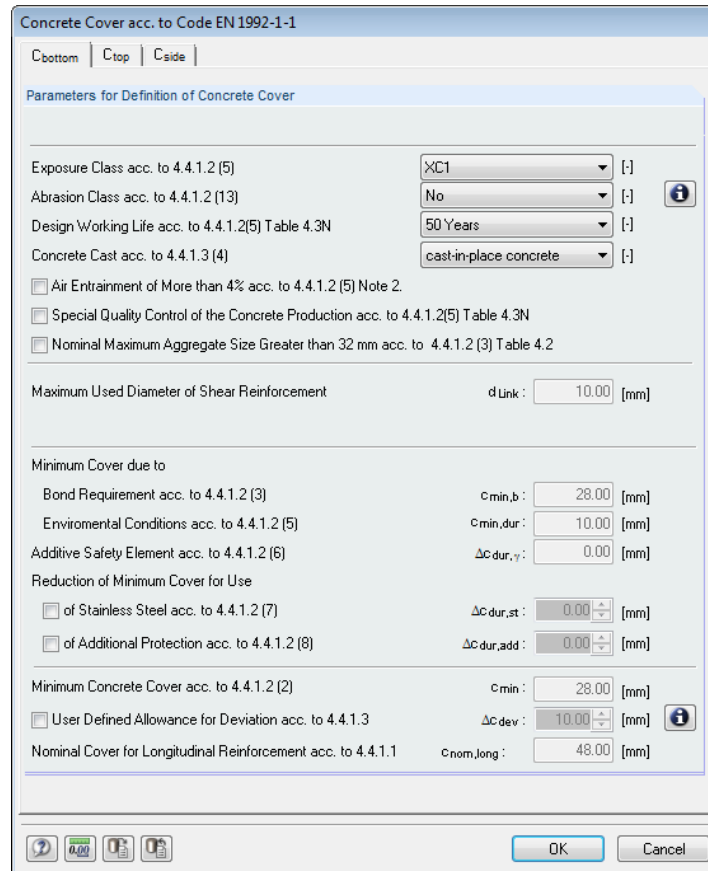 Concrete Cover acc. to Code EN 1992-1-1
Cbottom Ctop Cside
Parameters for Definition of Concrete Cover
Exposure Class acc. to 4.4.1.2 (5) XC1 [-]
Abrasion Class acc. to 4.4.1.2 (13) No [-]
Design Working Life acc. to 4.4.1.2(5) Table 4.3N 50 Years [-]
Concrete Cast acc. to 4.4.1.3 (4) cast-in-place concrete [-]
Air Entrainment of More than 4% acc. to 4.4.1.2 (5) Note 2.
Special Quality Control of the Concrete Production acc. to 4.4.1.2(5) Table 4.3N
Nominal Maximum Aggregate Size Greater than 32 mm acc. to 4.4.1.2 (3) Table 4.2
Maximum Used Diameter of Shear Reinforcement d Link : 10.00 [mm]
Minimum Cover due to
Bond Requirement acc. to 4.4.1.2 (3) cmin,b : 28.00 [mm]
Enviromental Conditions acc. to 4.4.1.2 (5) cmin,dur : 10.00 [mm]
Additive Safety Element acc. to 4.4.1.2 (6) Δcdur,γ : 0.00 [mm]
Reduction of Minimum Cover for Use
of Stainless Steel acc. to 4.4.1.2 (7) Δcdur,st : 0.00 [mm]
of Additional Protection acc. to 4.4.1.2 (8) Δcdur,add : 0.00 [mm]
Minimum Concrete Cover acc. to 4.4.1.2 (2) cmin : 28.00 [mm]
User Defined Allowance for Deviation acc. to 4.4.1.3 Δcdev : 10.00 [mm]
Nominal Cover for Longitudinal Reinforcement acc. to 4.4.1.1 cnom,long : 48.00 [mm]
0.00 OK Cancel